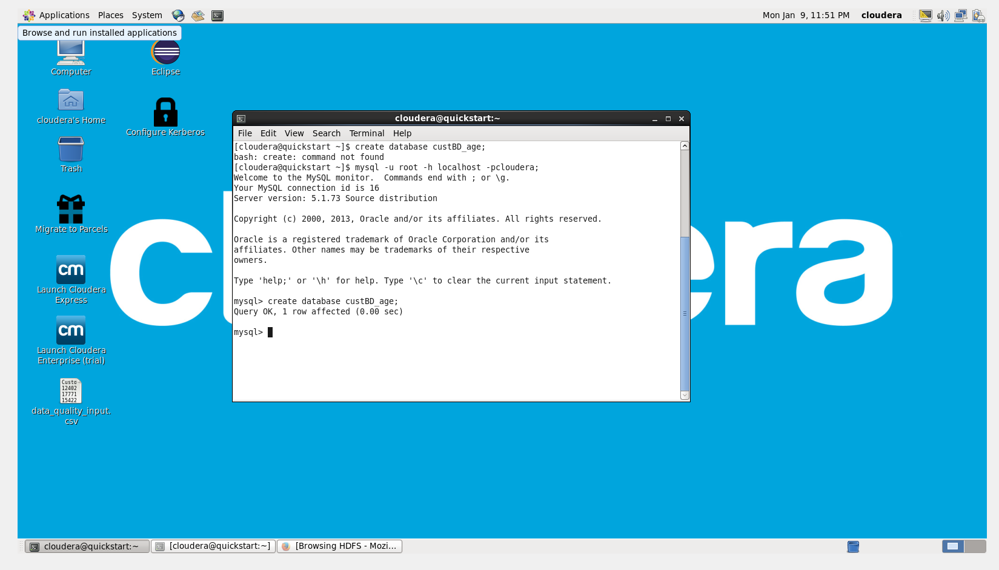 Applications Places System
Mon Jan 9, 11:51 PM cloudera
Browse and run installed applications
Computer
Eclipse
cloudera's Home
Configure Kerberos
Trash
Migrate to Parcels
cm
Launch Cloudera
Express
cm
Launch Cloudera
Enterprise (trial)
Custo
12402
17771
15422
data_quality_input.
csv
cloudera@quickstart:~
File Edit View Search Terminal Help
[cloudera@quickstart ~]$ create database custBD_age;
bash: create: command not found
[cloudera@quickstart ~]$ mysql -u root -h localhost -pcloudera;
Welcome to the MySQL monitor.  Commands end with ; or \g.
Your MySQL connection id is 16
Server version: 5.1.73 Source distribution
Copyright (c) 2000, 2013, Oracle and/or its affiliates. All rights reserved.
Oracle is a registered trademark of Oracle Corporation and/or its
affiliates. Other names may be trademarks of their respective
owners.
Type 'help;' or '\h' for help. Type '\c' to clear the current input statement.
mysql> create database custBD_age;
Query OK, 1 row affected (0.00 sec)
mysql>
c era
cloudera@quickstart:~
[cloudera@quickstart:~]
[Browsing HDFS - Mozi...